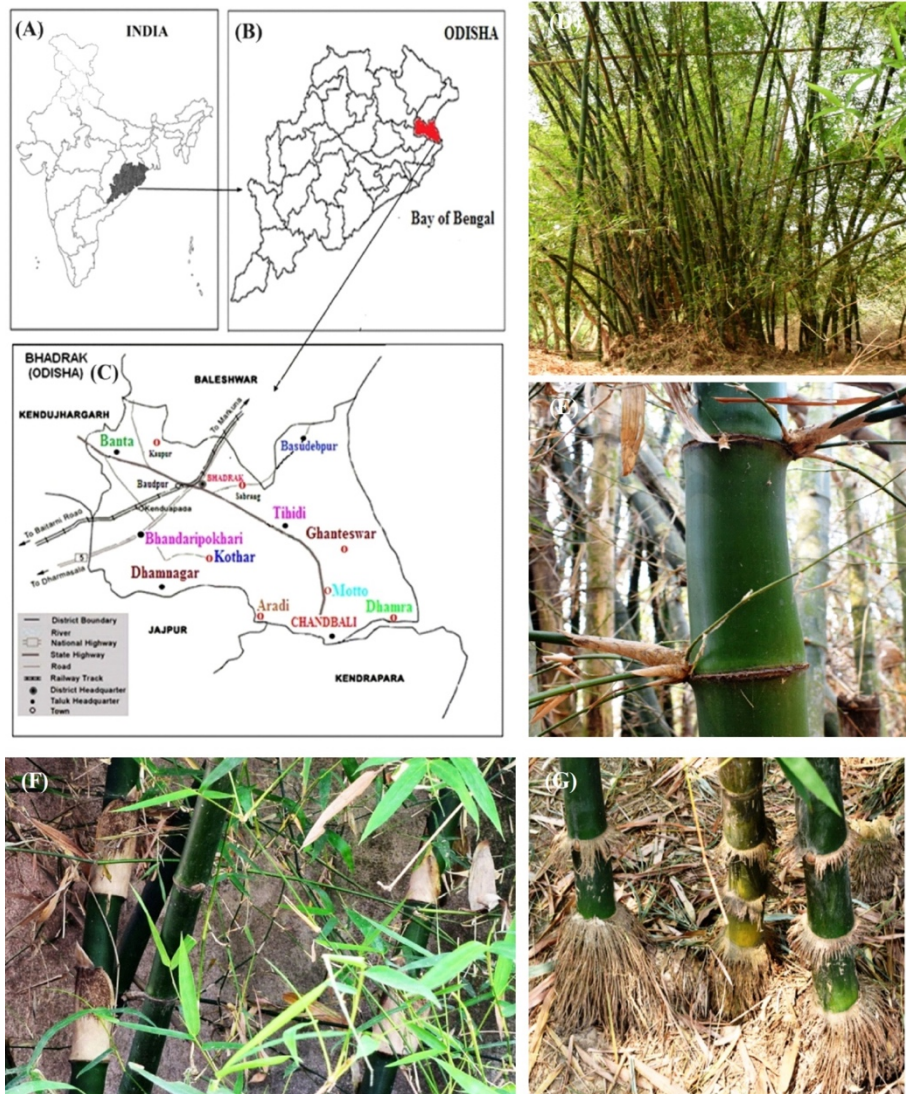 (A)
INDIA
(B)
ODISHA
Bay of Bengal
(D)
BHADRAK
(ODISHA)
(C)
BALESHWAR
KENDUJHARGARH
To Markona
Banta
Kaupur
Basudebpur
Baudpur
BHADRAK
Sabrang
Kenduapada
To Baitarni Road
Tihidi
Bhandaripokhari
Ghanteswar
5
To Dharmasala
Kothar
Dhamnagar
Motto
Aradi
Dhamra
CHANDBALI
JAJPUR
KENDRAPARA
LEGEND
District Boundary
River
National Highway
State Highway
Road
Railway Track
District Headquarter
Taluk Headquarter
Town
(E)
(F)
(G)